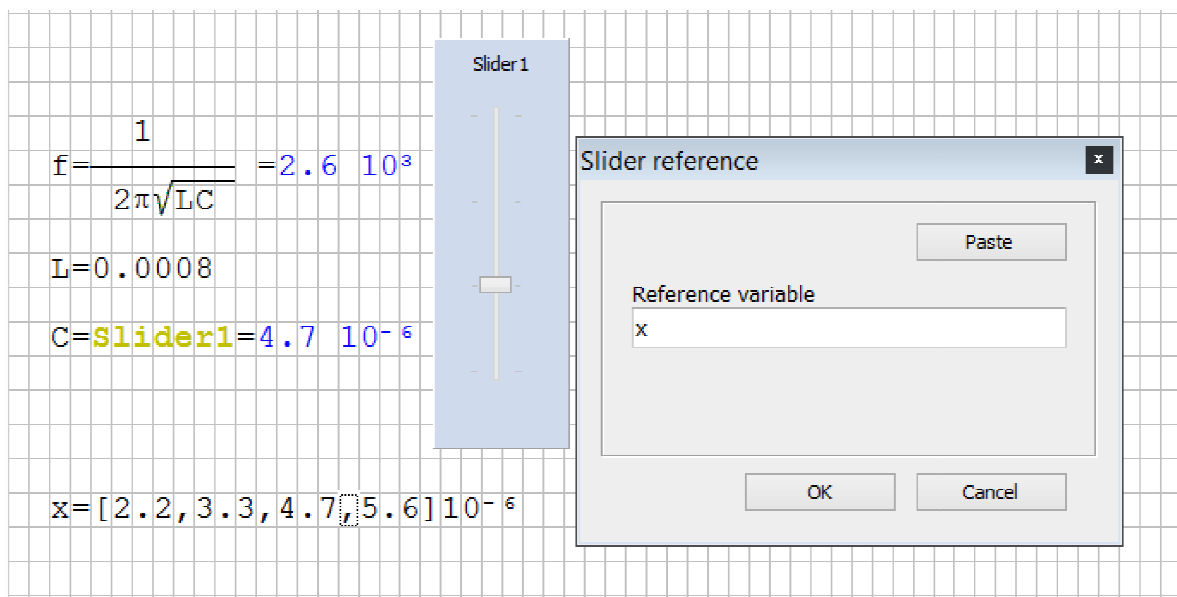 Slider1
f=1/(2π√LC) =2.6 10³
L=0.0008
C=Slider1=4.7 10⁻⁶
x=[2.2,3.3,4.7,5.6]10⁻⁶
Slider reference
x
Paste
Reference variable
x
OK
Cancel